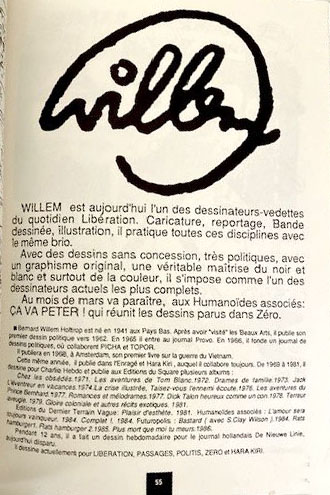 willem
WILLEM est aujourd'hui l'un des dessinateurs-vedettes
du quotidien Libération. Caricature, reportage, Bande
dessinée, illustration, il pratique toutes ces disciplines avec
le même brio.
Avec des dessins sans concession, très politiques, avec
un graphisme original, une véritable maîtrise du noir et
blanc et surtout de la couleur, il s'impose comme l'un des
dessinateurs actuels les plus complets.
Au mois de mars va paraître, aux Humanoïdes associés:
ÇA VA PETER ! qui réunit les dessins parus dans Zéro.
■ Bernard Willem Holtrop est né en 1941 aux Pays Bas. Après avoir "visité" les Beaux Arts, il publie son
premier dessin politique vers 1962. En 1965 il entre au journal Provo. En 1966, il fonde un journal de
dessins politiques, où collaborent PICHA et TOPOR.
Il publiera en 1968, à Amsterdam, son premier livre sur la guerre du Vietnam.
Cette même année, il publie dans l'Enragé et Hara Kiri, auquel il collabore toujours. De 1969 à 1981, il
dessine pour Charlie Hebdo et publie aux Editions du Square plusieurs albums :
Chez les obsédés.1971. Les aventures de Tom Blanc.1972. Drames de famille.1973. Jack
L'éventreur en vacances.1974.La crise illustrée, Taisez-vous l'ennemi écoute.1976. Les aventures du
Prince Bernhard.1977. Romances et mélodrames.1977. Dick Talon heureux comme un con.1978. Terreur
aveugle. 1979. Gloire coloniale et autres récits exotiques. 1981.
Editions du Dernier Terrain Vague: Plaisir d'esthète. 1981. Humanoïdes associés: L'amour sera
toujours vainqueur. 1984. Complet !. 1984. Futuropolis : Bastard ( avec S.Clay Wilson ).1984. Rats
hamburger1. Rats hamburger 2.1985. Plus mort que moi tu meurs.1986.
Pendant 12 ans, il a fait un dessin hebdomadaire pour le journal hollandais De Nieuwe Linie,
aujourd'hui disparu.
Il dessine actuellement pour LIBERATION, PASSAGES, POLITIS, ZERO et HARA KIRI.
55